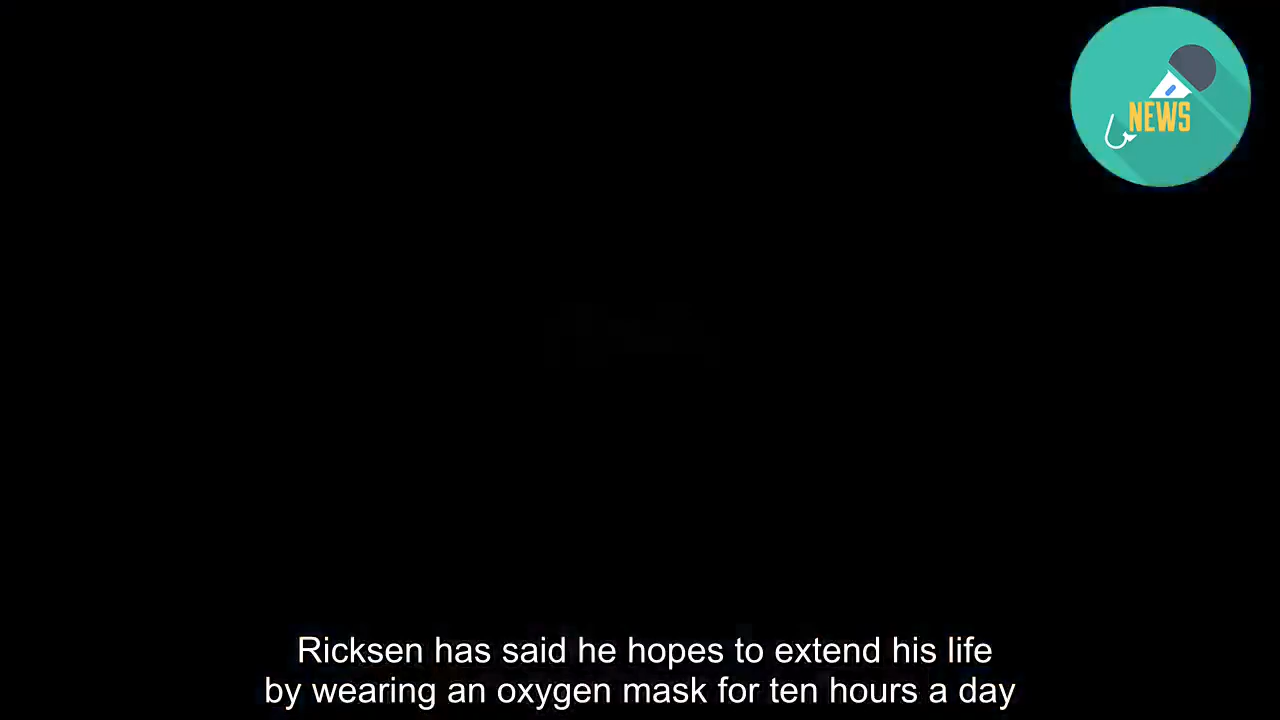 NEWS
Ricksen has said he hopes to extend his life
by wearing an oxygen mask for ten hours a day